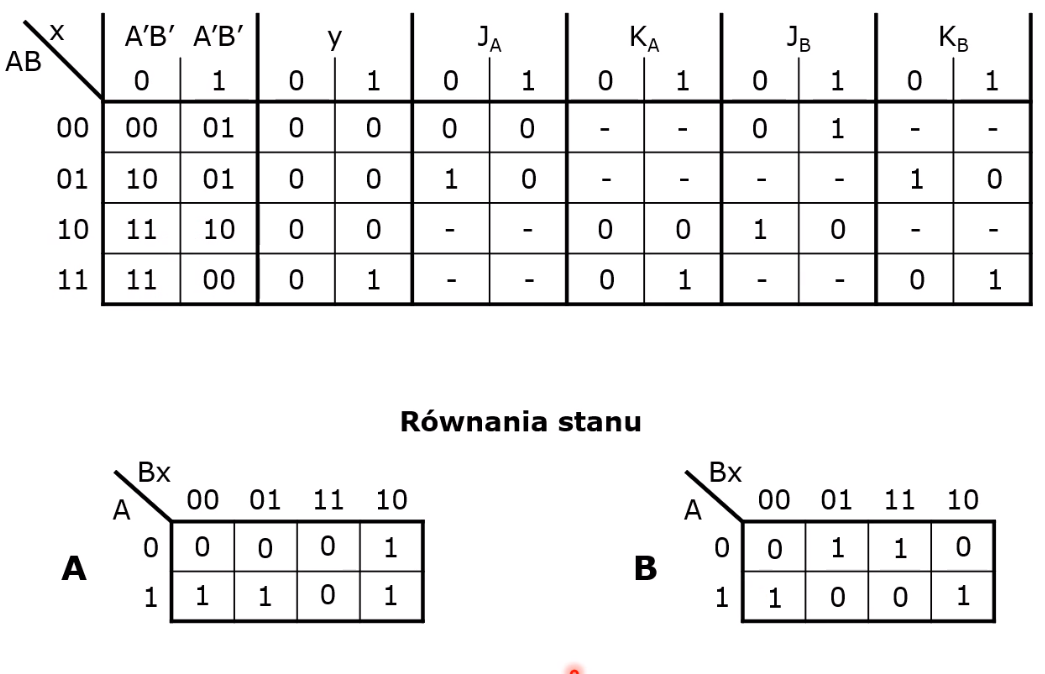 x A′B′ A′B′ y J_A K_A J_B K_B
AB 0 1 0 1 0 1 0 1 0 1 0 1
00 00 01 0 0 0 0 - - 0 1 - -
01 10 01 0 0 1 0 - - - - 1 0
10 11 10 0 0 - - 0 0 1 0 - -
11 11 00 0 1 - - 0 1 - - 0 1
Równania stanu
Bx
A 00 01 11 10
A 0 0 0 0 1
1 1 1 0 1
Bx
A 00 01 11 10
B 0 0 1 1 0
1 1 0 0 1